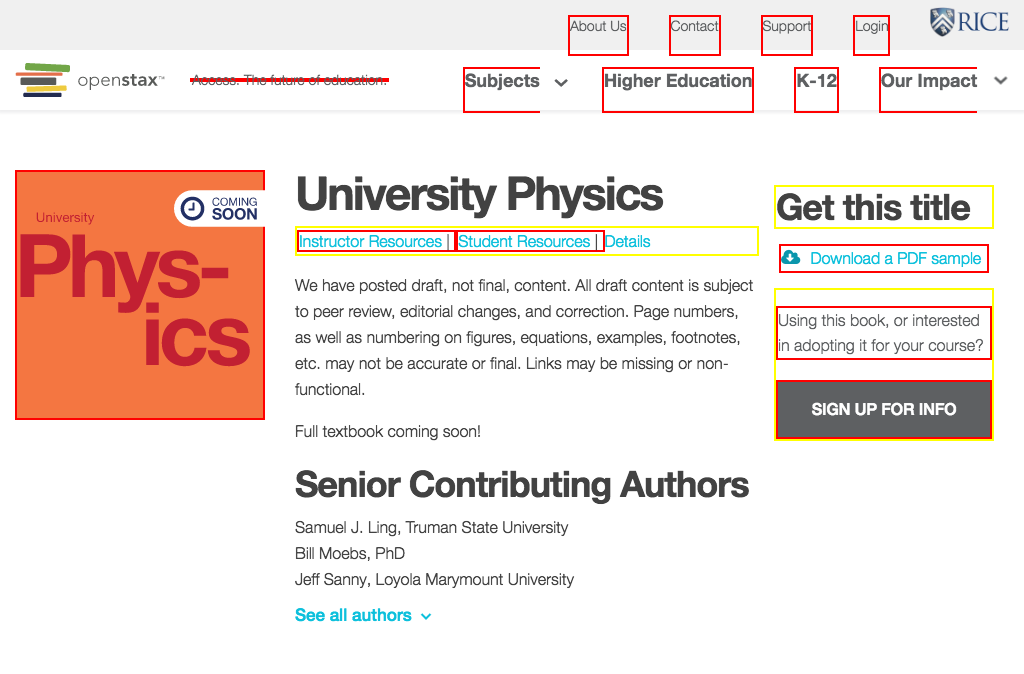 About Us Contact Support Login RICE
openstax™ Access. The future of education. Subjects Higher Education K-12 Our Impact
COMING
SOON
University
Phys-
ics
University Physics
Instructor Resources | Student Resources | Details
We have posted draft, not final, content. All draft content is subject
to peer review, editorial changes, and correction. Page numbers,
as well as numbering on figures, equations, examples, footnotes,
etc. may not be accurate or final. Links may be missing or non-
functional.
Full textbook coming soon!
Senior Contributing Authors
Samuel J. Ling, Truman State University
Bill Moebs, PhD
Jeff Sanny, Loyola Marymount University
See all authors
Get this title
Download a PDF sample
Using this book, or interested
in adopting it for your course?
SIGN UP FOR INFO